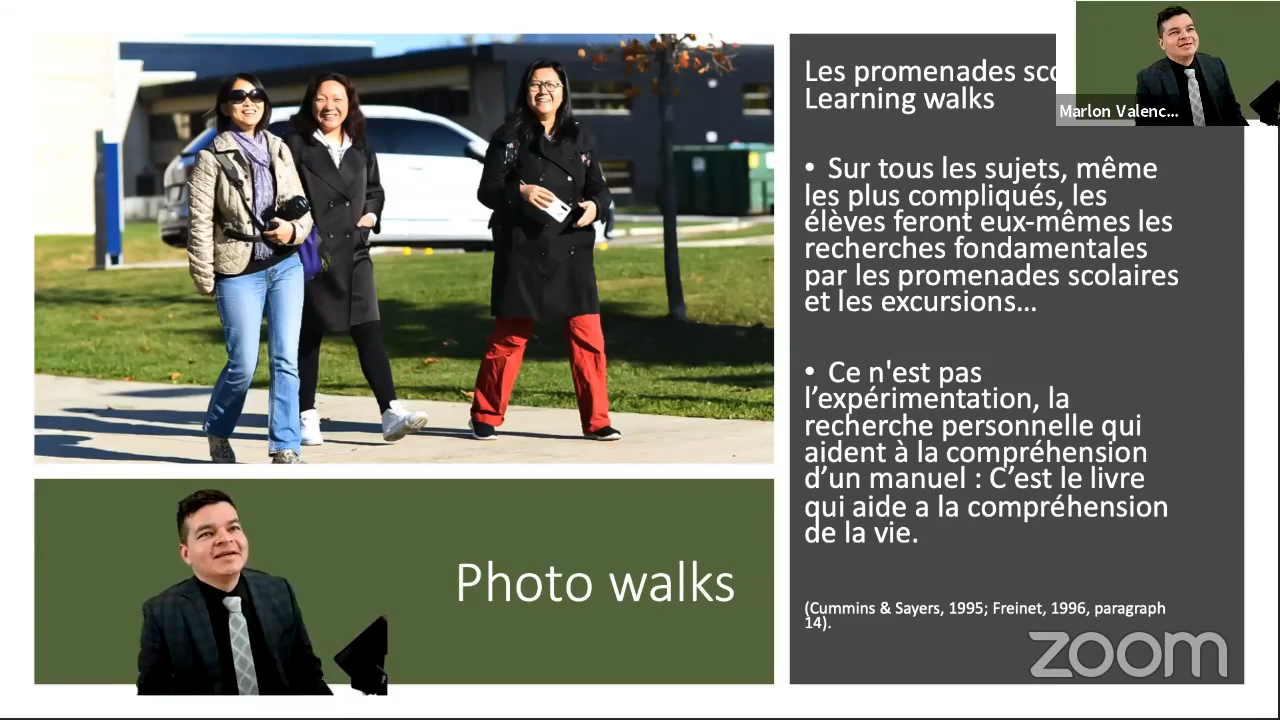 Les promenades sco
Learning walks
Marlon Valenc...
• Sur tous les sujets, même
les plus compliqués, les
élèves feront eux-mêmes les
recherches fondamentales
par les promenades scolaires
et les excursions...
• Ce n'est pas
l’expérimentation, la
recherche personnelle qui
aident à la compréhension
d’un manuel : C’est le livre
qui aide a la compréhension
de la vie.
(Cummins & Sayers, 1995; Freinet, 1996, paragraph
14).
Photo walks
zoom